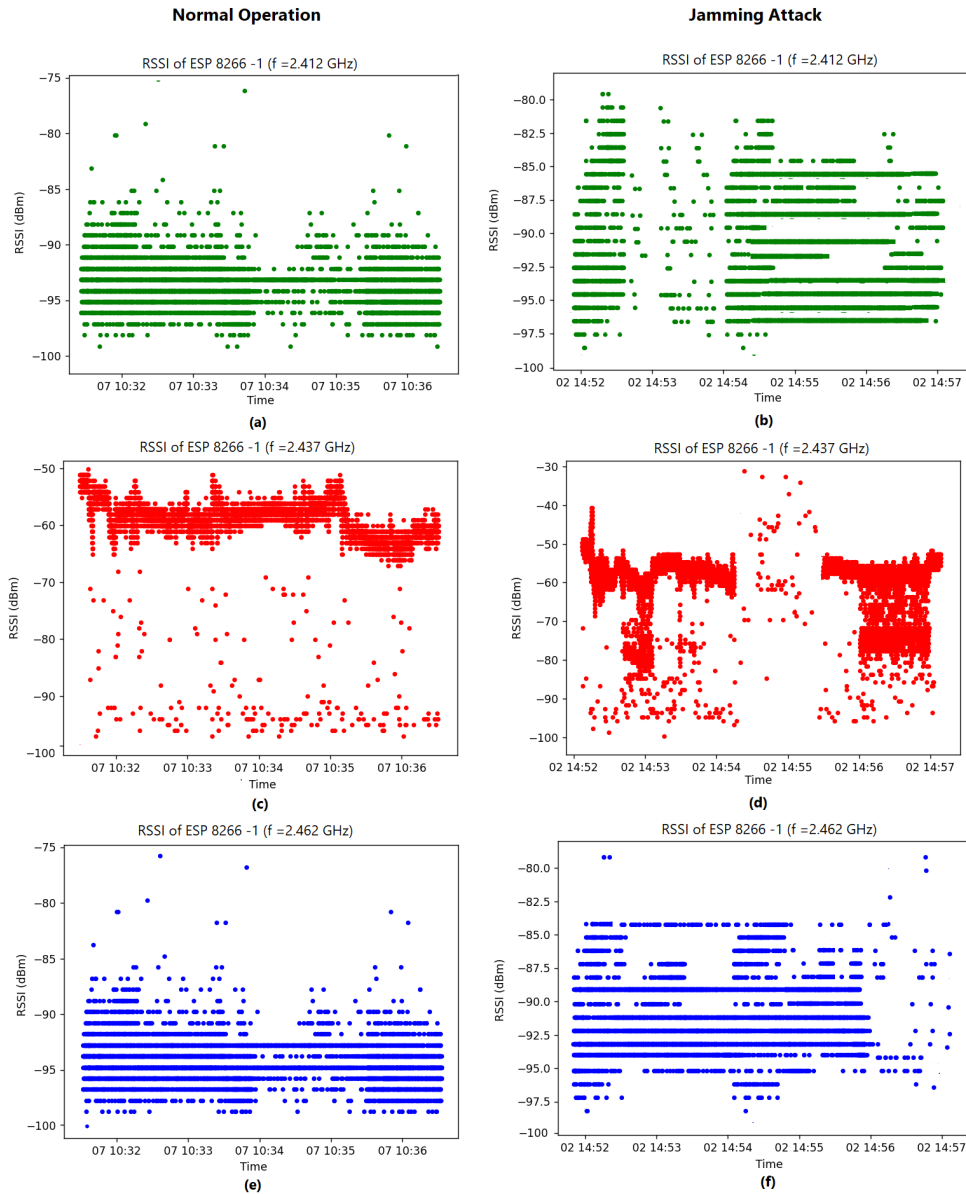 Normal Operation
Jamming Attack
RSSI of ESP 8266 -1 (f =2.412 GHz)
−75
−80
−85
−90
−95
−100
RSSI (dBm)
07 10:32 07 10:33 07 10:34 07 10:35 07 10:36
Time
(a)
RSSI of ESP 8266 -1 (f =2.412 GHz)
−80.0
−82.5
−85.0
−87.5
−90.0
−92.5
−95.0
−97.5
−100
RSSI (dBm)
02 14:52 02 14:53 02 14:54 02 14:55 02 14:56 02 14:57
Time
(b)
RSSI of ESP 8266 -1 (f =2.437 GHz)
−50
−60
−70
−80
−90
−100
RSSI (dBm)
07 10:32 07 10:33 07 10:34 07 10:35 07 10:36
Time
(c)
RSSI of ESP 8266 -1 (f =2.437 GHz)
−30
−40
−50
−60
−70
−80
−90
−100
RSSI (dBm)
02 14:52 02 14:53 02 14:54 02 14:55 02 14:56 02 14:57
Time
(d)
RSSI of ESP 8266 -1 (f =2.462 GHz)
−75
−80
−85
−90
−95
−100
RSSI (dBm)
07 10:32 07 10:33 07 10:34 07 10:35 07 10:36
Time
(e)
RSSI of ESP 8266 -1 (f =2.462 GHz)
−80.0
−82.5
−85.0
−87.5
−90.0
−92.5
−95.0
−97.5
−100
RSSI (dBm)
02 14:52 02 14:53 02 14:54 02 14:55 02 14:56 02 14:57
Time
(f)